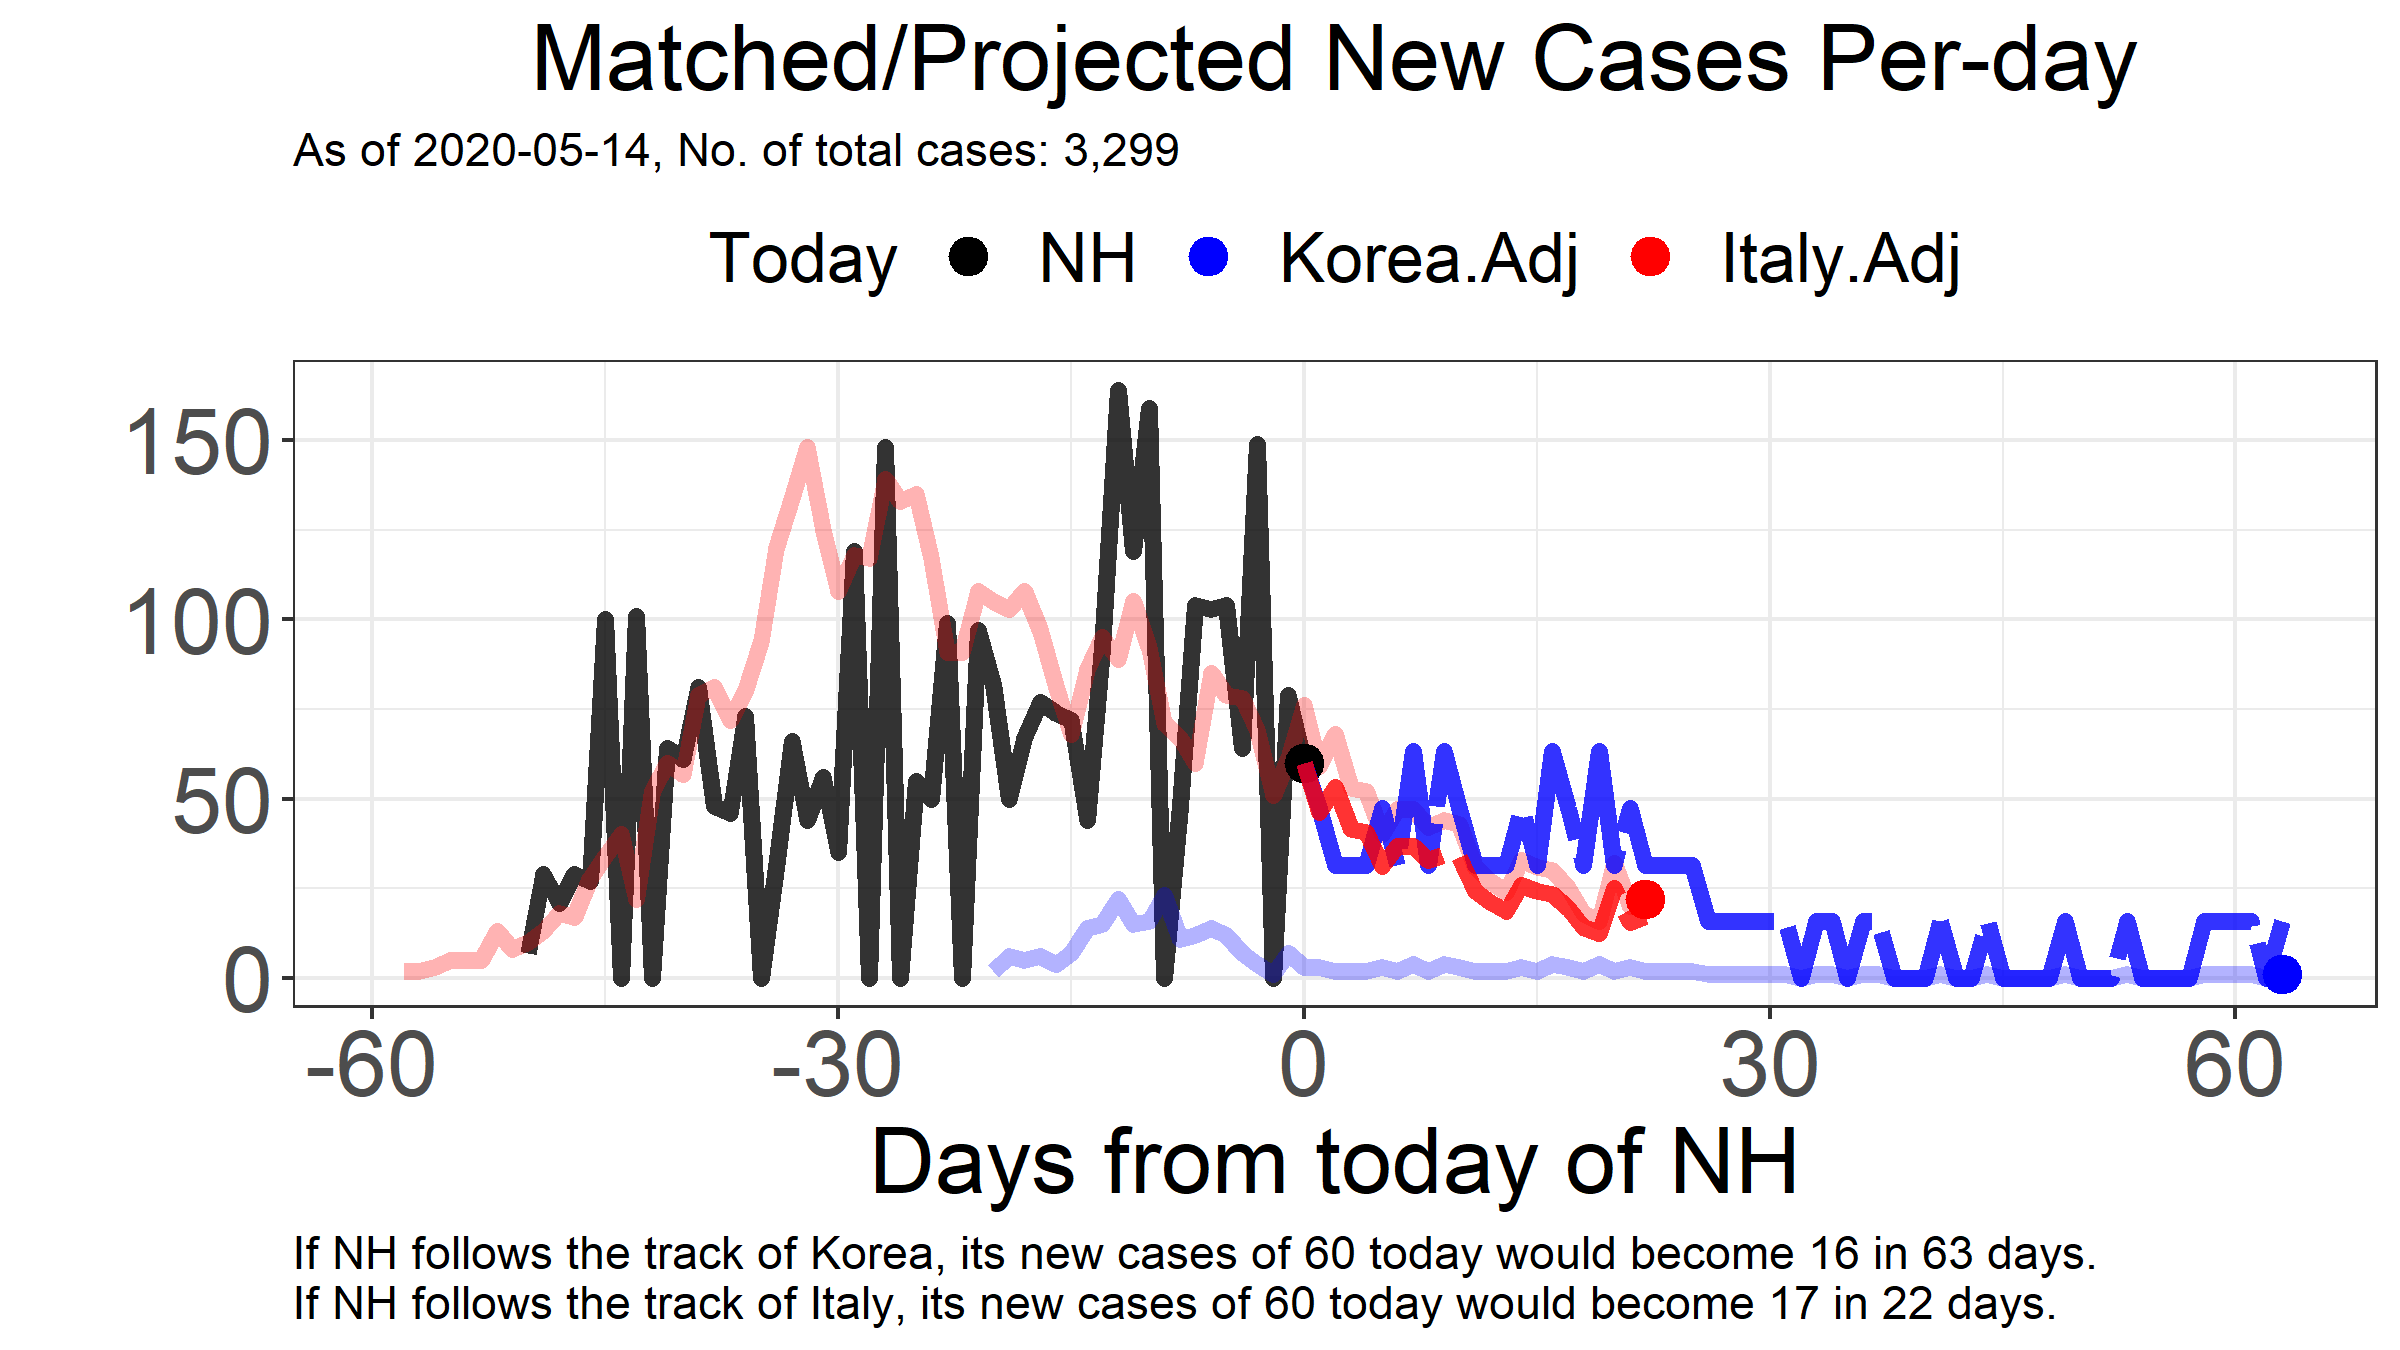 Matched/Projected New Cases Per-day
As of 2020-05-14, No. of total cases: 3,299
Today NH Korea.Adj Italy.Adj
150
100
50
0
-60 -30 0 30 60
Days from today of NH
If NH follows the track of Korea, its new cases of 60 today would become 16 in 63 days.
If NH follows the track of Italy, its new cases of 60 today would become 17 in 22 days.